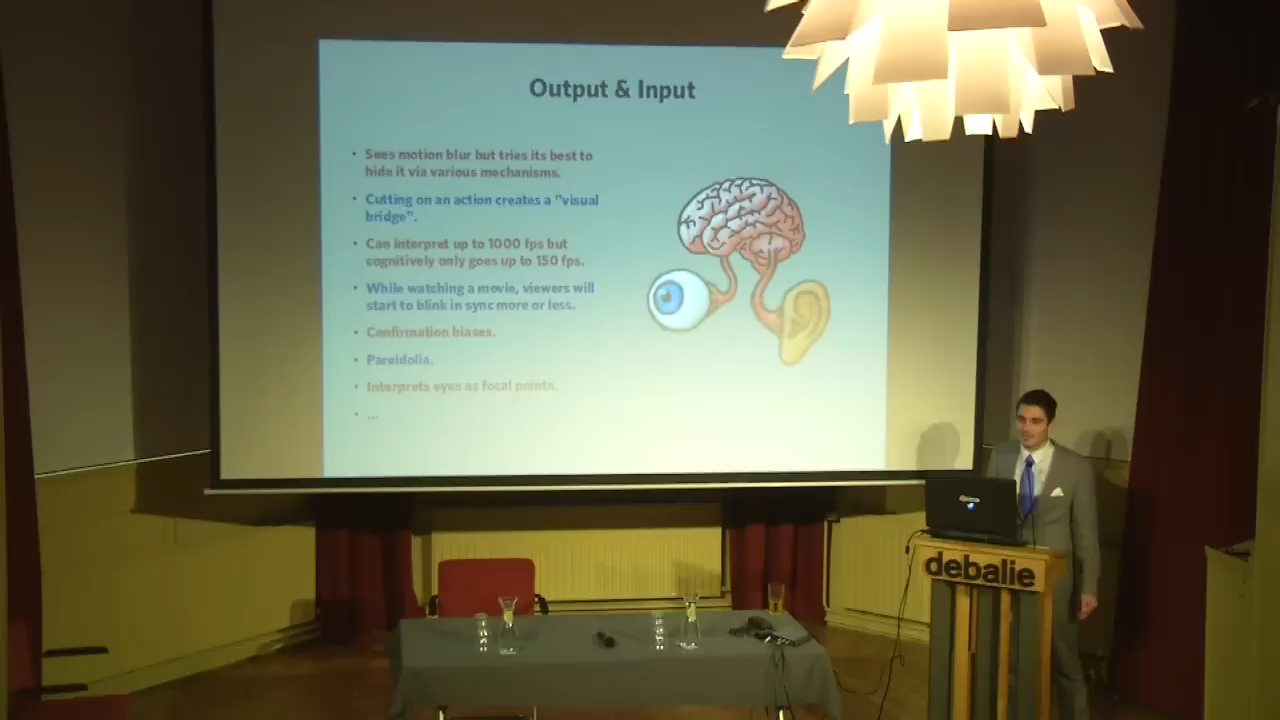 Output & Input
• Sees motion blur but tries its best to
hide it via various mechanisms.
• Cutting on an action creates a "visual
bridge".
• Can interpret up to 1000 fps but
cognitively only goes up to 150 fps.
• While watching a movie, viewers will
start to blink in sync more or less.
• Confirmation biases.
• Pareidolia.
• Interprets eyes as focal points.
• ...
debalie